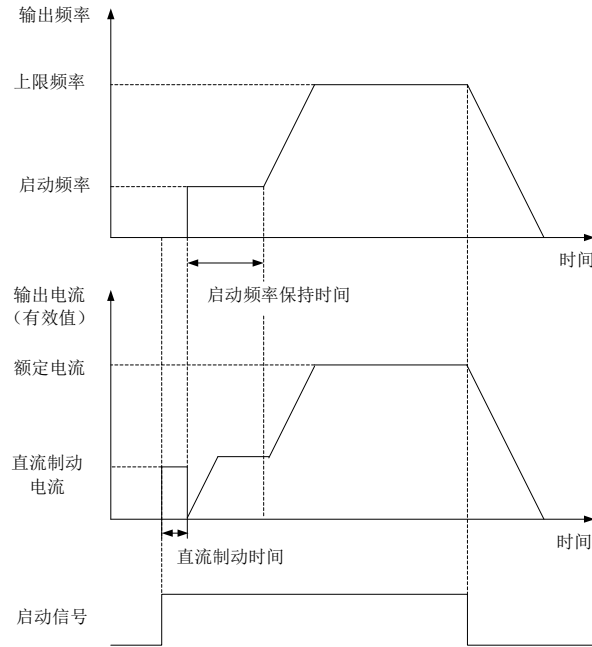 输出频率
上限频率
启动频率
时间
启动频率保持时间
输出电流
（有效值）
额定电流
直流制动
电流
时间
直流制动时间
启动信号